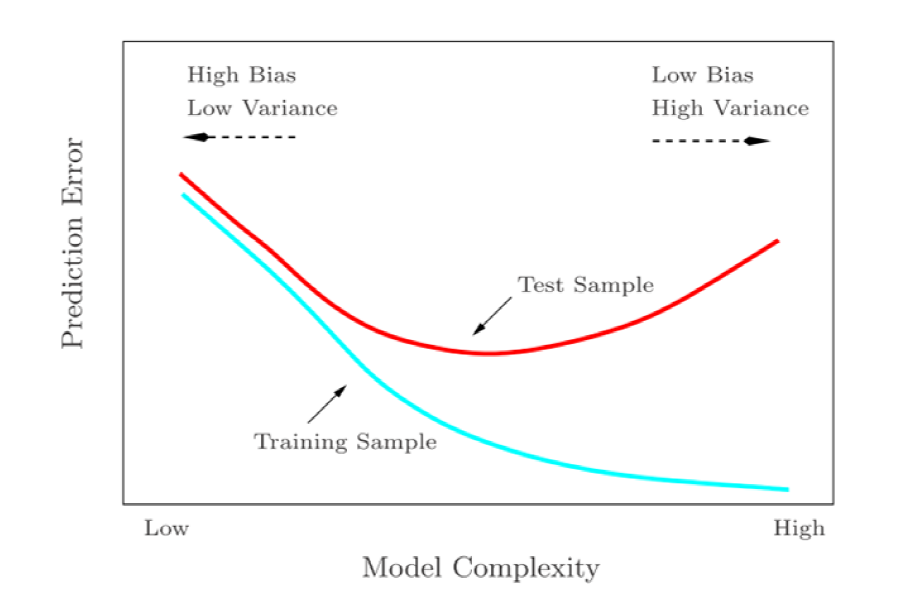 High Bias
Low Variance
Low Bias
High Variance
Prediction Error
Test Sample
Training Sample
Low
High
Model Complexity